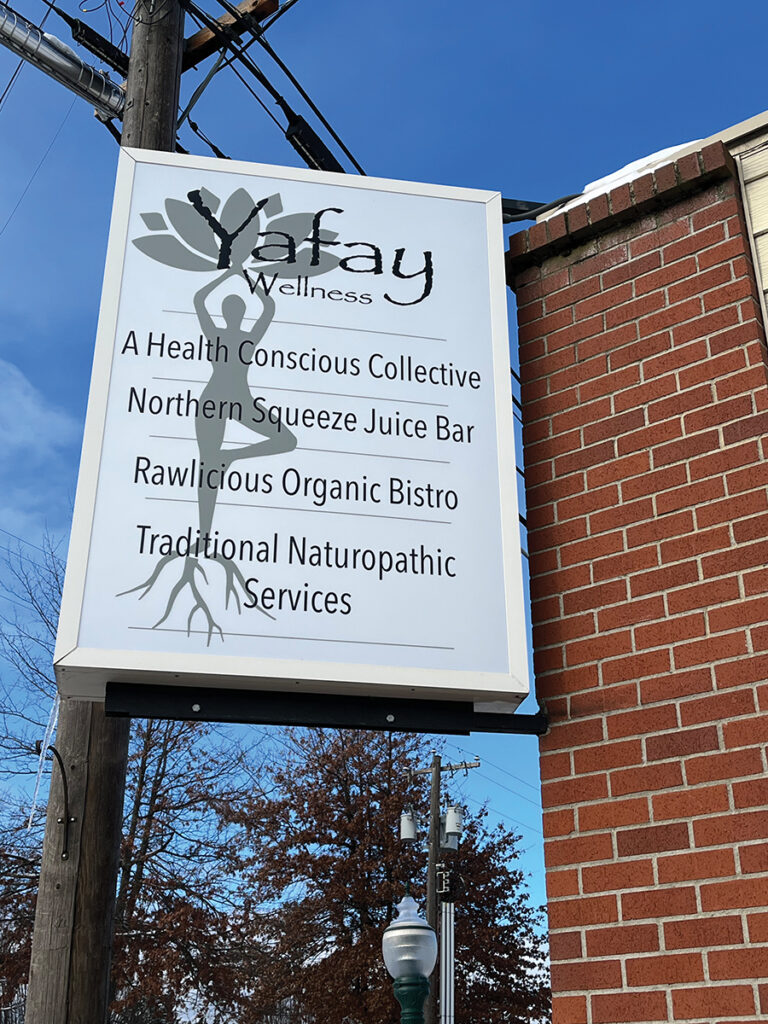 Yafay
Wellness
A Health Conscious Collective
Northern Squeeze Juice Bar
Rawlicious Organic Bistro
Traditional Naturopathic
Services